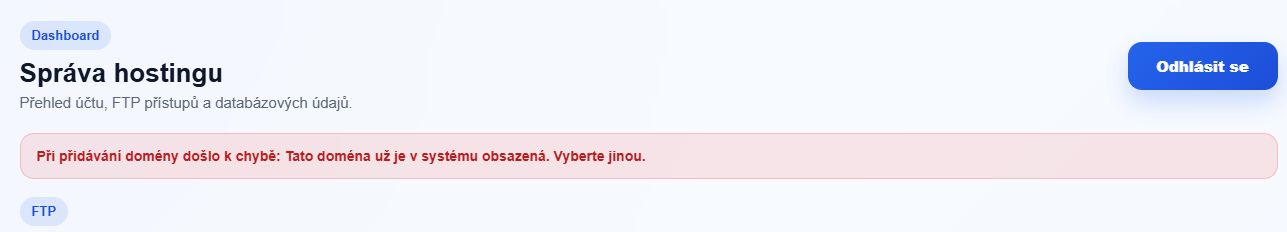 Dashboard
Správa hostingu
Odhlásit se
Přehled účtu, FTP přístupů a databázových údajů.
Při přidávání domény došlo k chybě: Tato doména už je v systému obsazená. Vyberte jinou.
FTP